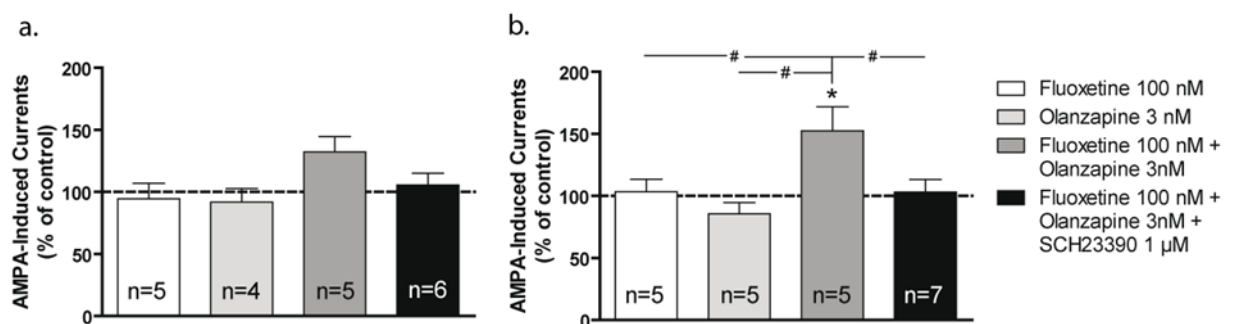 a.
AMPA-Induced Currents
(% of control)
200
150
100
50
0
n=5
n=4
n=5
n=6
b.
AMPA-Induced Currents
(% of control)
200
150
100
50
0
#
#
#
*
n=5
n=5
n=5
n=7
Fluoxetine 100 nM
Olanzapine 3 nM
Fluoxetine 100 nM +
Olanzapine 3nM
Fluoxetine 100 nM +
Olanzapine 3nM +
SCH23390 1 µM